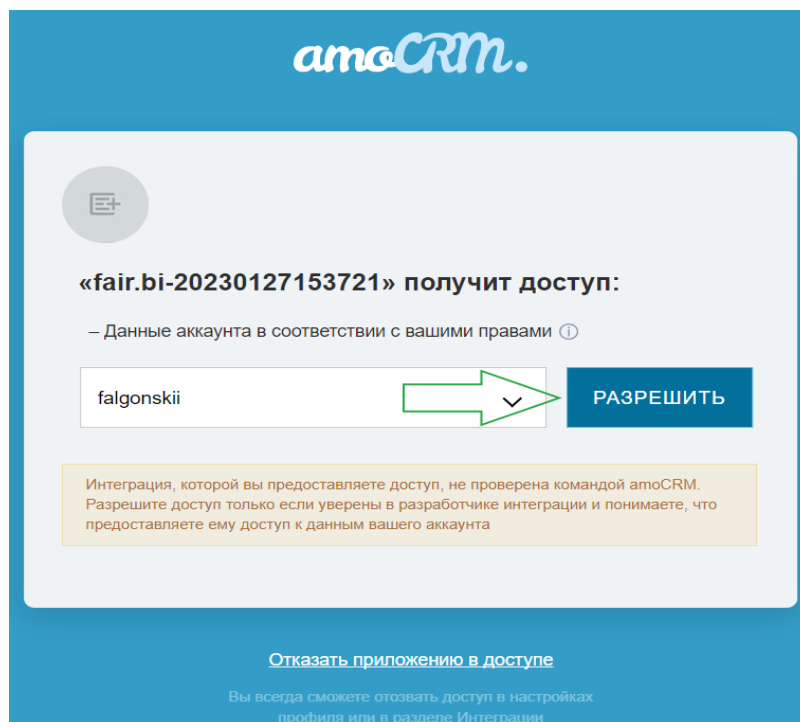 amoCRM.
«fair.bi-20230127153721» получит доступ:
– Данные аккаунта в соответствии с вашими правами
falgonskii
РАЗРЕШИТЬ
Интеграция, которой вы предоставляете доступ, не проверена командой amoCRM.
Разрешите доступ только если уверены в разработчике интеграции и понимаете, что
предоставляете ему доступ к данным вашего аккаунта
Отказать приложению в доступе
Вы всегда сможете отозвать доступ в настройках
профиля или в разделе Интеграции